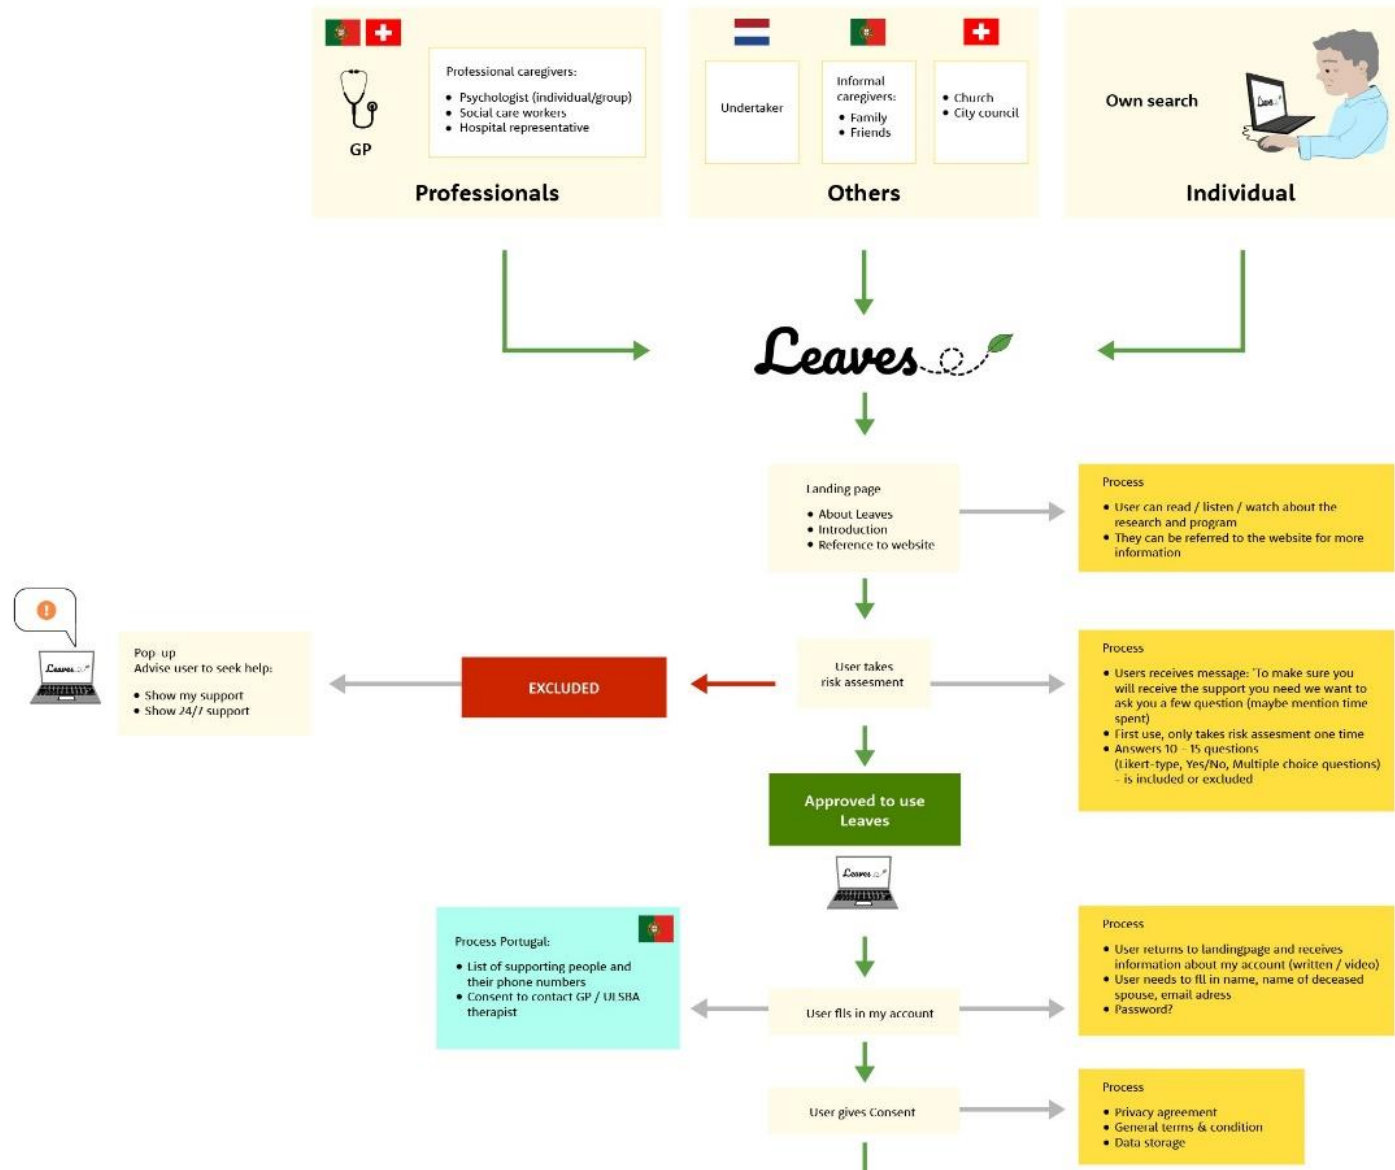 GP
Professional caregivers:
• Psychologist (individual/group)
• Social care workers
• Hospital representative
Professionals
Undertaker
Informal
caregivers:
• Family
• Friends
• Church
• City council
Others
Own search
Leaves
Individual
Leaves
Landing page
• About Leaves
• Introduction
• Reference to website
Process
• User can read / listen / watch about the
research and program
• They can be referred to the website for more
information
Leaves
Pop-up
Advise user to seek help:
• Show my support
• Show 24/7 support
EXCLUDED
User takes
risk assesment
Process
• Users receives message: 'To make sure you
will receive the support you need we want to
ask you a few question (maybe mention time
spent)
• First use, only takes risk assesment one time
• Answers 10 - 15 questions
(Likert-type, Yes/No, Multiple choice questions)
- is included or excluded
Approved to use
Leaves
Leaves
Process Portugal:
• List of supporting people and
their phone numbers
• Consent to contact GP / ULSBA
therapist
User flls in my account
Process
• User returns to landingpage and receives
information about my account (written / video)
• User needs to fll in name, name of deceased
spouse, email adress
• Password?
User gives Consent
Process
• Privacy agreement
• General terms & condition
• Data storage